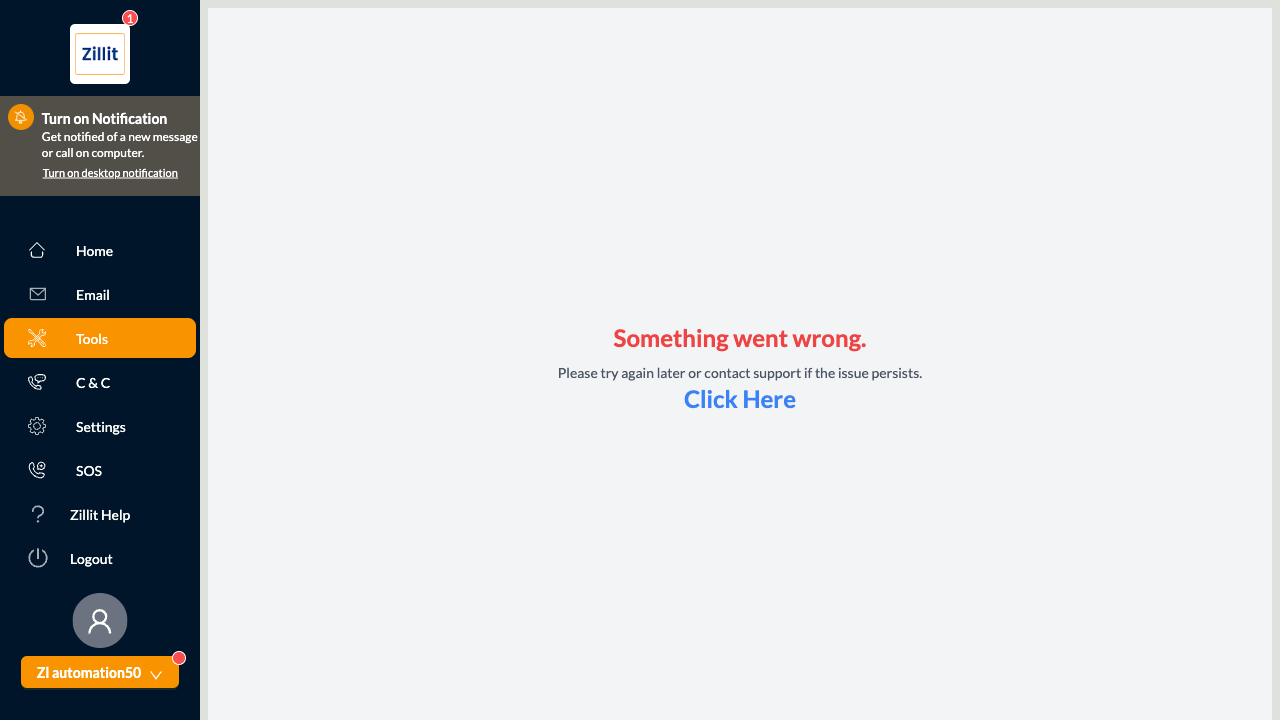 1
Zillit
Turn on Notification
Get notified of a new message
or call on computer.
Turn on desktop notification
Home
Email
Tools
C & C
Settings
SOS
Zillit Help
Logout
ZI automation50
Something went wrong.
Please try again later or contact support if the issue persists.
Click Here